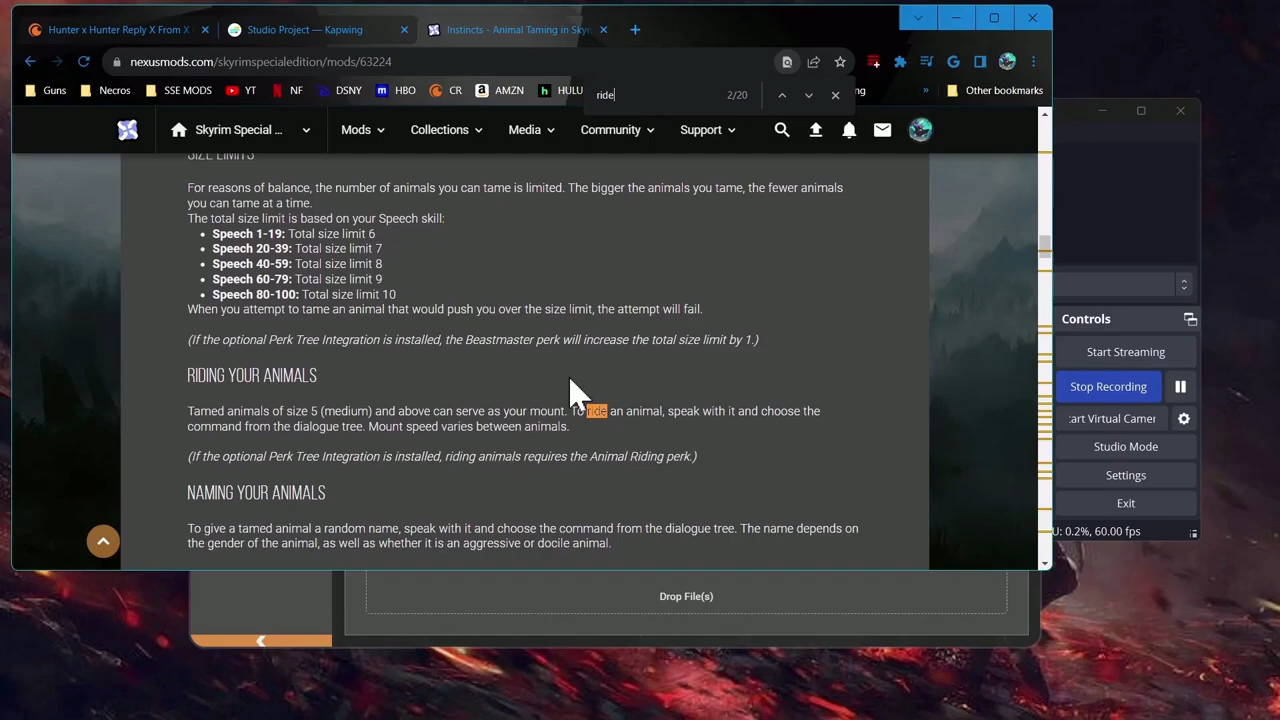 Hunter x Hunter Reply X From X
Studio Project — Kapwing
Instincts - Animal Taming in Skyr
nexusmods.com/skyrimspecialedition/mods/63224
Guns
Necros
SSE MODS
YT
NF
DSNY
HBO
CR
AMZN
HULU
»
Other bookmarks
ride
2/20
Skyrim Special ...
Mods
Collections
Media
Community
Support
SIZE LIMITS
For reasons of balance, the number of animals you can tame is limited. The bigger the animals you tame, the fewer animals
you can tame at a time.
The total size limit is based on your Speech skill:
• Speech 1-19: Total size limit 6
• Speech 20-39: Total size limit 7
• Speech 40-59: Total size limit 8
• Speech 60-79: Total size limit 9
• Speech 80-100: Total size limit 10
When you attempt to tame an animal that would push you over the size limit, the attempt will fail.
(If the optional Perk Tree Integration is installed, the Beastmaster perk will increase the total size limit by 1.)
RIDING YOUR ANIMALS
Tamed animals of size 5 (medium) and above can serve as your mount. To ride an animal, speak with it and choose the
command from the dialogue tree. Mount speed varies between animals.
(If the optional Perk Tree Integration is installed, riding animals requires the Animal Riding perk.)
NAMING YOUR ANIMALS
To give a tamed animal a random name, speak with it and choose the command from the dialogue tree. The name depends on
the gender of the animal, as well as whether it is an aggressive or docile animal.
Controls
Start Streaming
Stop Recording
:art Virtual Camer
Studio Mode
Settings
Exit
U: 0.2%, 60.00 fps
Drop File(s)